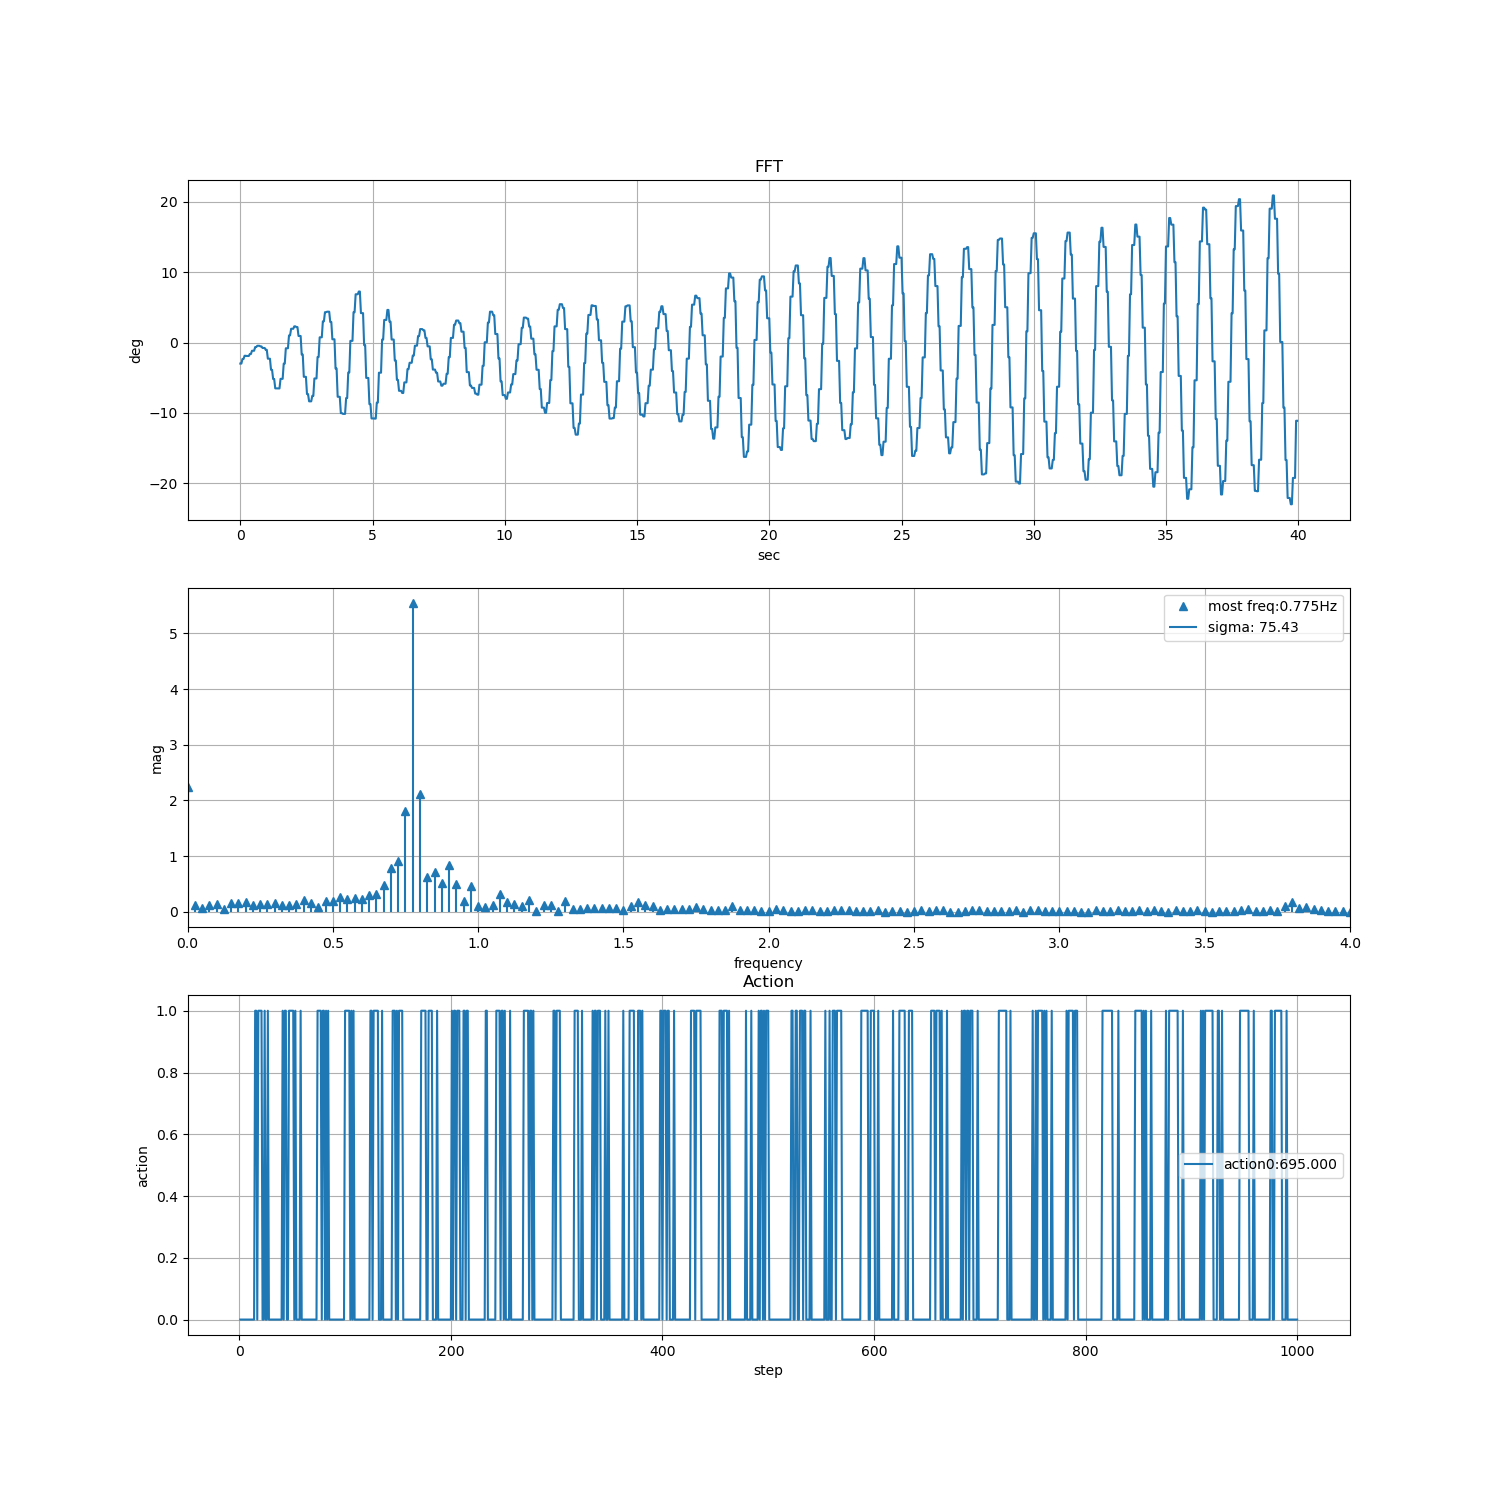 FFT
20
10
0
−10
−20
deg
0 5 10 15 20 25 30 35 40
sec
most freq:0.775Hz
sigma: 75.43
5
4
3
2
1
0
mag
0.0 0.5 1.0 1.5 2.0 2.5 3.0 3.5 4.0
frequency
Action
1.0
0.8
0.6
0.4
0.2
0.0
action
action0:695.000
0 200 400 600 800 1000
step